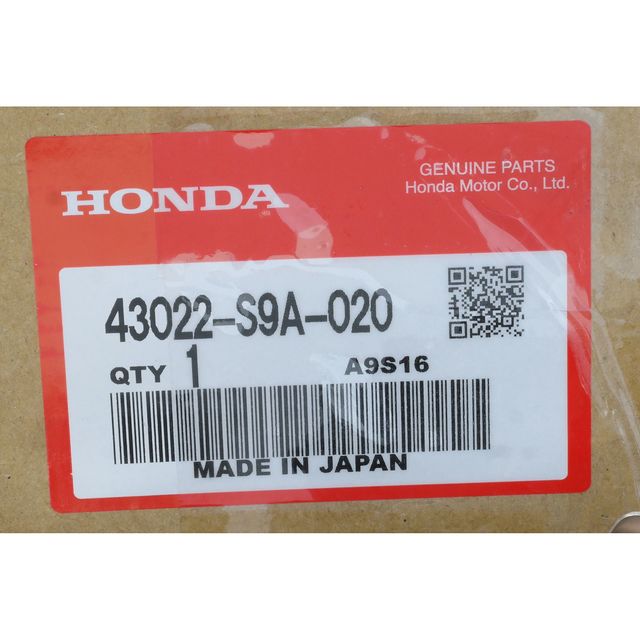 HONDA
GENUINE PARTS
Honda Motor Co., Ltd.
43022-S9A-020
QTY 1 A9S16
MADE IN JAPAN